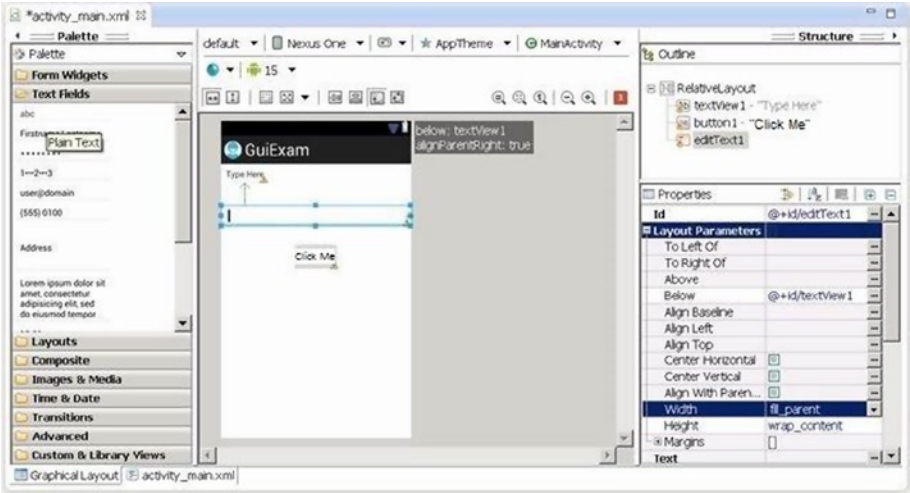 *activity_main.xml
Palette
Palette
Form Widgets
Text Fields
abc
Plain Text
1--2--3
user@domain
(555) 0100
Address
Lorem ipsum dolor sit
amet, consectetur
adipisicing elit, sed
do eiusmod tempor
Layouts
Composite
Images & Media
Time & Date
Transitions
Advanced
Custom & Library Views
Graphical Layout
activity_main.xml
default
Nexus One
AppTheme
MainActivity
15
GuiExam
Type Here
Click Me
below: textView1
alignParentRight: true
Structure
Outline
RelativeLayout
textView1 - "Type Here"
button1 - "Click Me"
editText1
Properties
Id @+id/editText1
Layout Parameters
To Left Of
To Right Of
Above
Below @+id/textView1
Align Baseline
Align Left
Align Top
Center Horizontal
Center Vertical
Align With Paren...
Width fill_parent
Height wrap_content
Margins []
Text